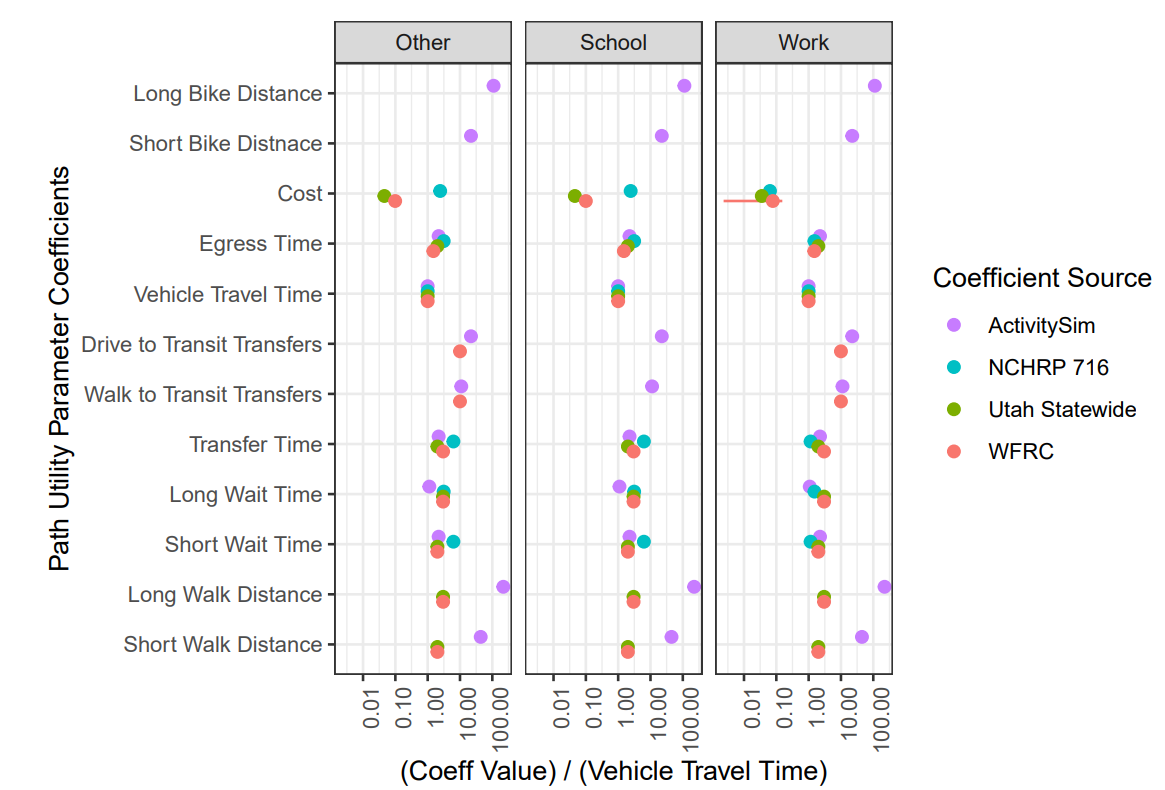 Other School Work
Long Bike Distance
Short Bike Distnace
Cost
Egress Time
Vehicle Travel Time
Drive to Transit Transfers
Walk to Transit Transfers
Transfer Time
Long Wait Time
Short Wait Time
Long Walk Distance
Short Walk Distance
Path Utility Parameter Coefficients
0.01 0.10 1.00 10.00 100.00 0.01 0.10 1.00 10.00 100.00 0.01 0.10 1.00 10.00 100.00
(Coeff Value) / (Vehicle Travel Time)
Coefficient Source
ActivitySim
NCHRP 716
Utah Statewide
WFRC